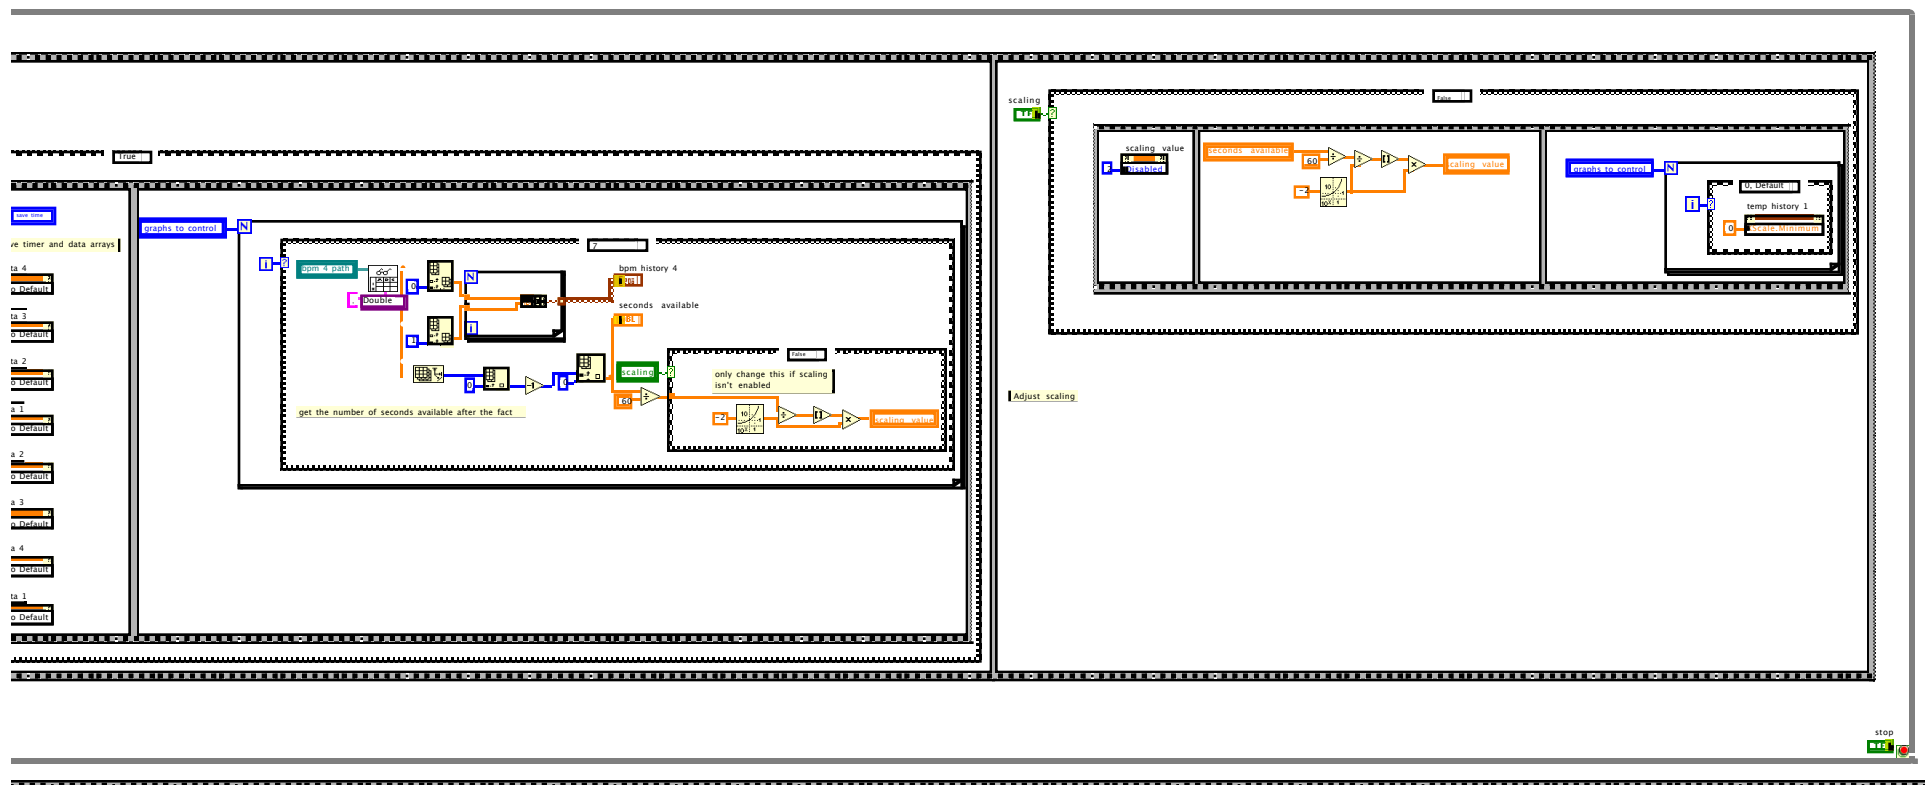 True
save time
ve timer and data arrays
ta 4
o Default
ta 3
o Default
ta 2
o Default
a 1
o Default
a 2
o Default
a 3
o Default
a 4
o Default
ta 1
o Default
graphs to control
N
i
?
7
bpm 4 path
Double
0
1
N
i
bpm history 4
seconds available
0
-1
0
scaling
?
60
get the number of seconds available after the fact
False
only change this if scaling
isn't enabled
-2
scaling value
scaling
TF
?
False
scaling value
Disabled
seconds available
60
-2
scaling value
graphs to control
N
i
?
0, Default
temp history 1
0
Scale.Minimum
Adjust scaling
stop